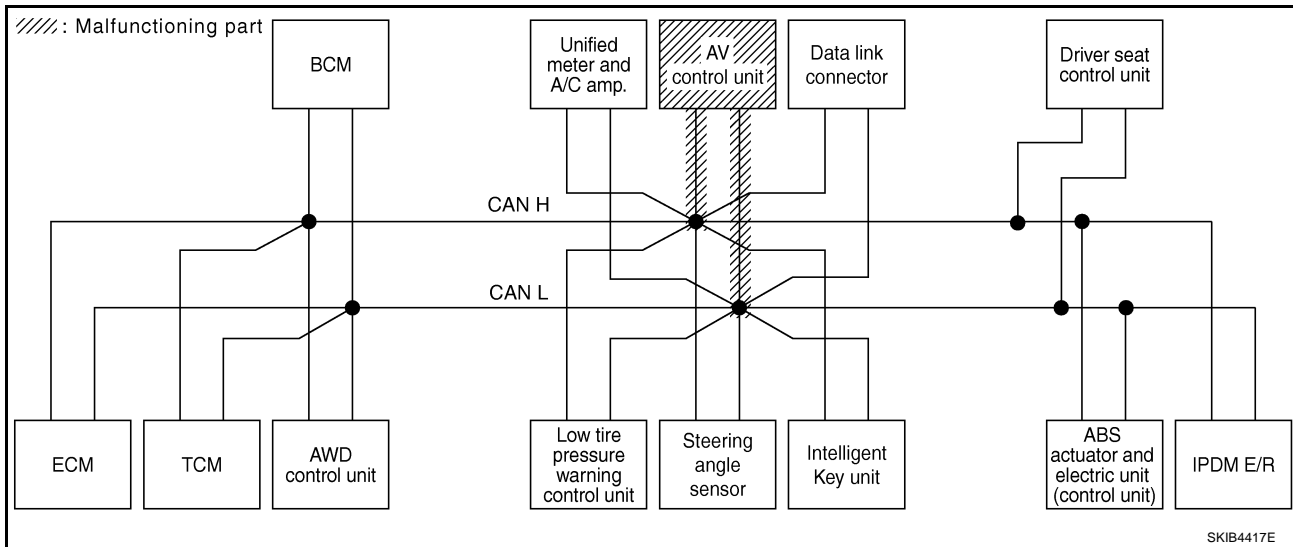 : Malfunctioning part
BCM
Unified
meter and
A/C amp.
AV
control unit
Data link
connector
Driver seat
control unit
CAN H
CAN L
ECM
TCM
AWD
control unit
Low tire
pressure
warning
control unit
Steering
angle
sensor
Intelligent
Key unit
ABS
actuator and
electric unit
(control unit)
IPDM E/R
SKIB4417E